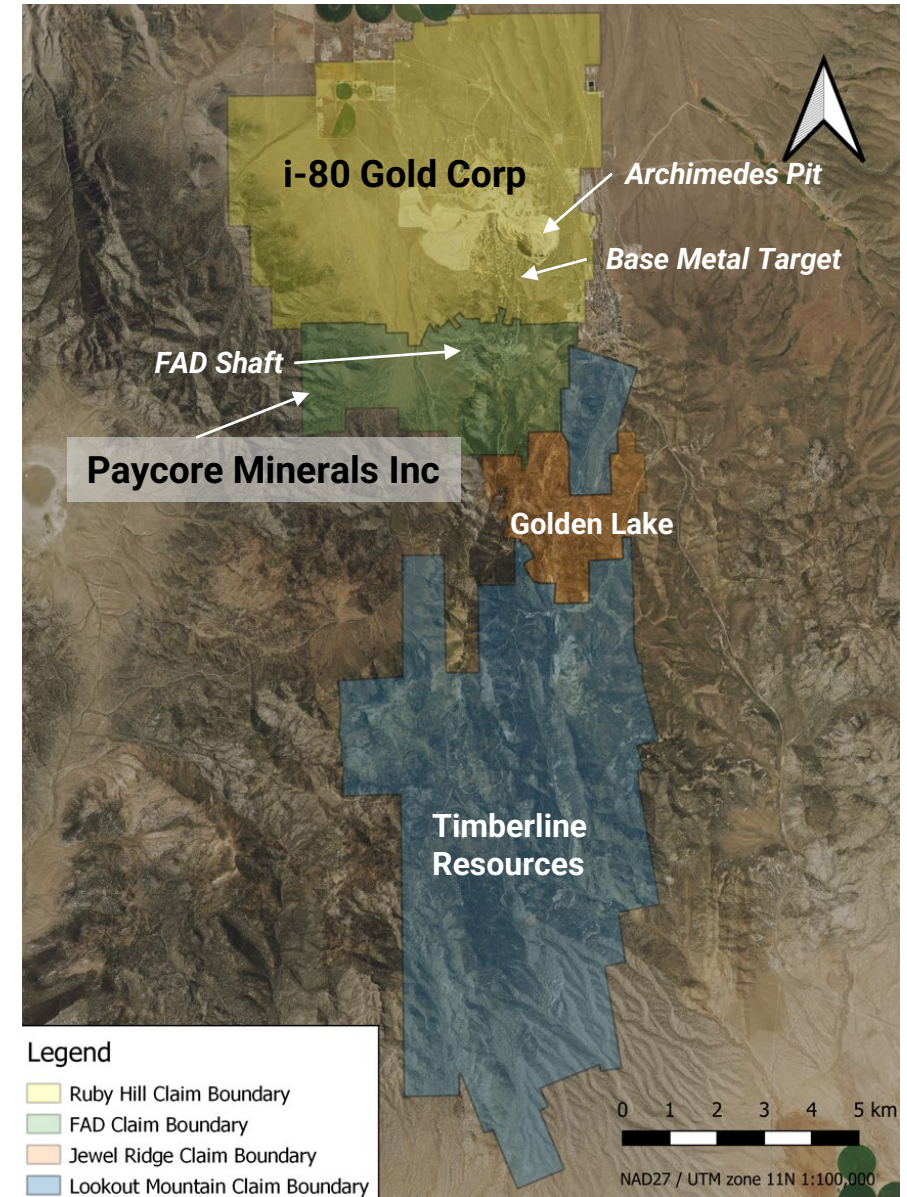 i-80 Gold Corp
Archimedes Pit
Base Metal Target
FAD Shaft
Paycore Minerals Inc
Golden Lake
Timberline
Resources
Legend
Ruby Hill Claim Boundary
FAD Claim Boundary
Jewel Ridge Claim Boundary
Lookout Mountain Claim Boundary
0 1 2 3 4 5 km
NAD27 / UTM zone 11N 1:100,000